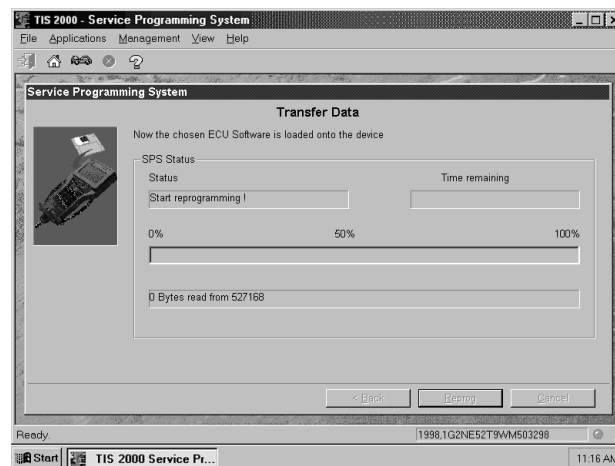 TIS 2000 - Service Programming System
File Applications Management View Help
Service Programming System
Transfer Data
Now the chosen ECU Software is loaded onto the device
SPS Status
Status Time remaining
Start reprogramming !
0% 50% 100%
0 Bytes read from 527168
< Back Reprog Cancel
Ready. 1998,1G2NE52T9WM503298
Start TIS 2000 Service Pr... 11:16 AM